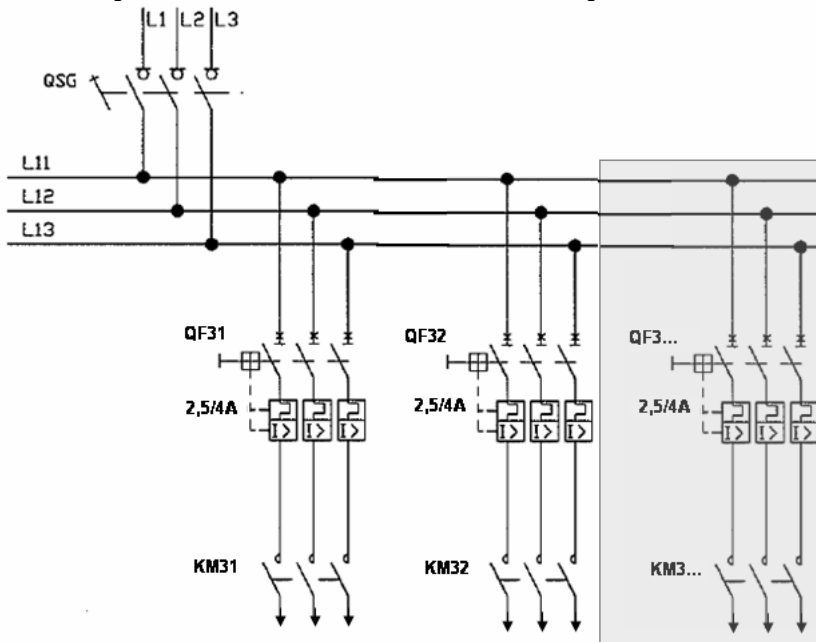 L1 L2 L3
QSG
L11
L12
L13
QF31 QF32 QF3...
2,5/4A 2,5/4A 2,5/4A
I> I> I> I> I> I> I> I> I>
KM31 KM32 KM3...